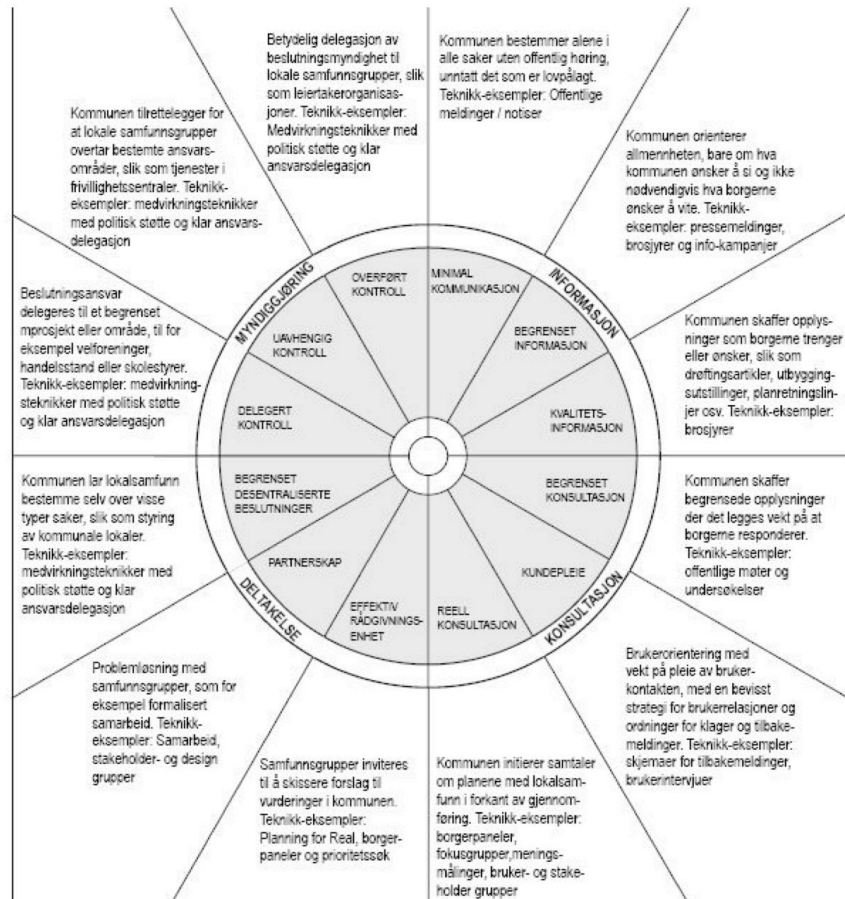 Betydelig delegasjon av
beslutningsmyndighet til
lokale samfunnsgrupper, slik
som leiertakerorganisas-
joner. Teknikk-eksempler:
Medvirkningsteknikker med
politisk støtte og klar
ansvarsdelegasjon
Kommunen bestemmer alene i
alle saker uten offentlig høring,
unntatt det som er lovpålagt.
Teknikk-eksempler: Offentlige
meldinger / notiser
Kommunen orienterer
allmennheten, bare om hva
kommunen ønsker å si og ikke
nødvendigvis hva borgerne
ønsker å vite. Teknikk-
eksempler: pressemeldinger,
brosjyrer og info-kampanjer
Kommunen skaffer opplys-
ninger som borgerne trenger
eller ønsker, slik som
drøftingsartikler, utbyggings-
utstillinger, planretningslin-
jer osv. Teknikk-eksempler:
brosjyrer
Kommunen skaffer
begrensede opplysninger
der det legges vekt på at
borgerne responderer.
Teknikk-eksempler:
offentlige møter og
undersøkelser
Brukerorientering med
vekt på pleie av bruker-
kontakten, med en bevisst
strategi for brukerrelasjoner og
ordninger for klager og tilbake-
meldinger. Teknikk-eksempler:
skjemaer for tilbakemeldinger,
brukerintervjuer
Kommunen initierer samtaler
om planene med lokalsam-
funn i forkant av gjennom-
føring. Teknikk-eksempler:
borgerpaneler,
fokusgrupper,menings-
målinger, bruker- og stake-
holder grupper
Samfunnsgrupper inviteres
til å skissere forslag til
vurderinger i kommunen.
Teknikk-eksempler:
Planning for Real, borger-
paneler og prioritetssøk
Problemløsning med
samfunnsgrupper, som for
eksempel formalisert
samarbeid. Teknikk-
eksempler: Samarbeid,
stakeholder- og design
grupper
Kommunen lar lokalsamfunn
bestemme selv over visse
typer saker, slik som styring
av kommunale lokaler.
Teknikk-eksempler:
medvirkningsteknikker med
politisk støtte og klar
ansvarsdelegasjon
Beslutningsansvar
delegeres til et begrenset
mprosjekt eller område, til for
eksempel velforeninger,
handelsstand eller skolestyrer.
Teknikk-eksempler: medvirkning-
steknikker med politisk støtte
og klar ansvarsdelegasjon
Kommunen tilrettelegger for
at lokale samfunnsgrupper
overtar bestemte ansvars-
områder, slik som tjenester i
frivillighetssentraler. Teknikk-
eksempler: medvirkningsteknikker
med politisk støtte og klar ansvars-
delegasjon
MYNDIGGJØRING
INFORMASJON
KONSULTASJON
DELTAKELSE
OVERFØRT
KONTROLL
MINIMAL
KOMMUNIKASJON
BEGRENSET
INFORMASJON
KVALITETS-
INFORMASJON
BEGRENSET
KONSULTASJON
KUNDEPLEIE
REELL
KONSULTASJON
EFFEKTIV
RÅDGIVNINGS-
ENHET
PARTNERSKAP
BEGRENSET
DESENTRALISERTE
BESLUTNINGER
DELEGERT
KONTROLL
UAVHENGIG
KONTROLL